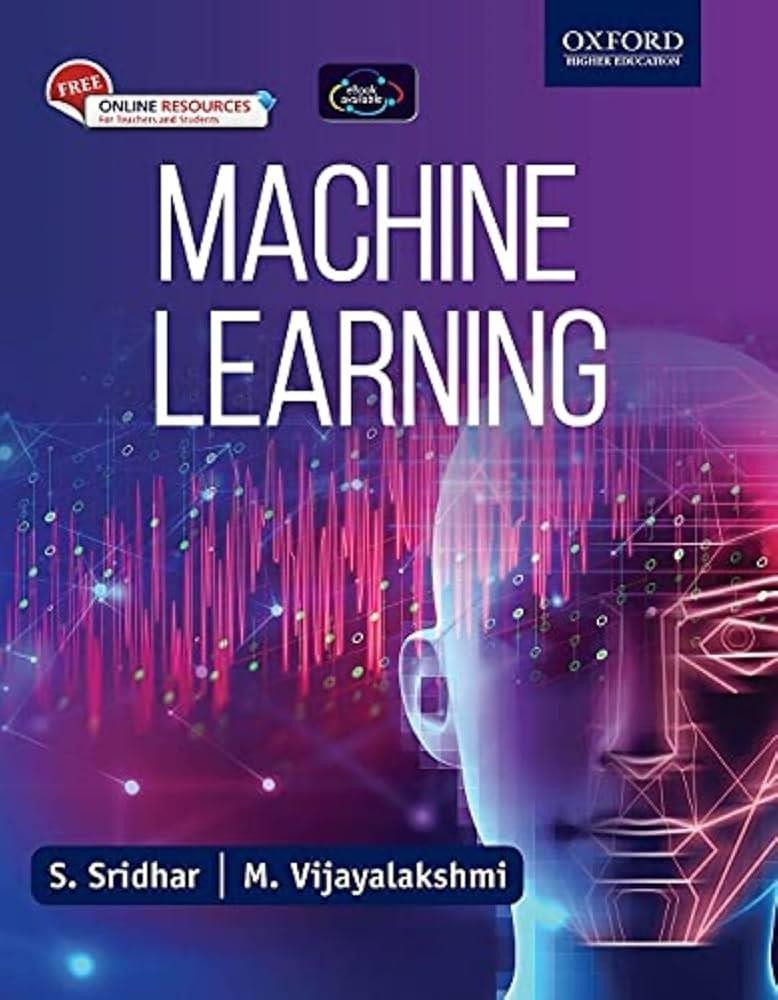 OXFORD
HIGHER EDUCATION
FREE
ONLINE RESOURCES
For Teachers and Students
eBook
available
MACHINE
LEARNING
S. Sridhar | M. Vijayalakshmi